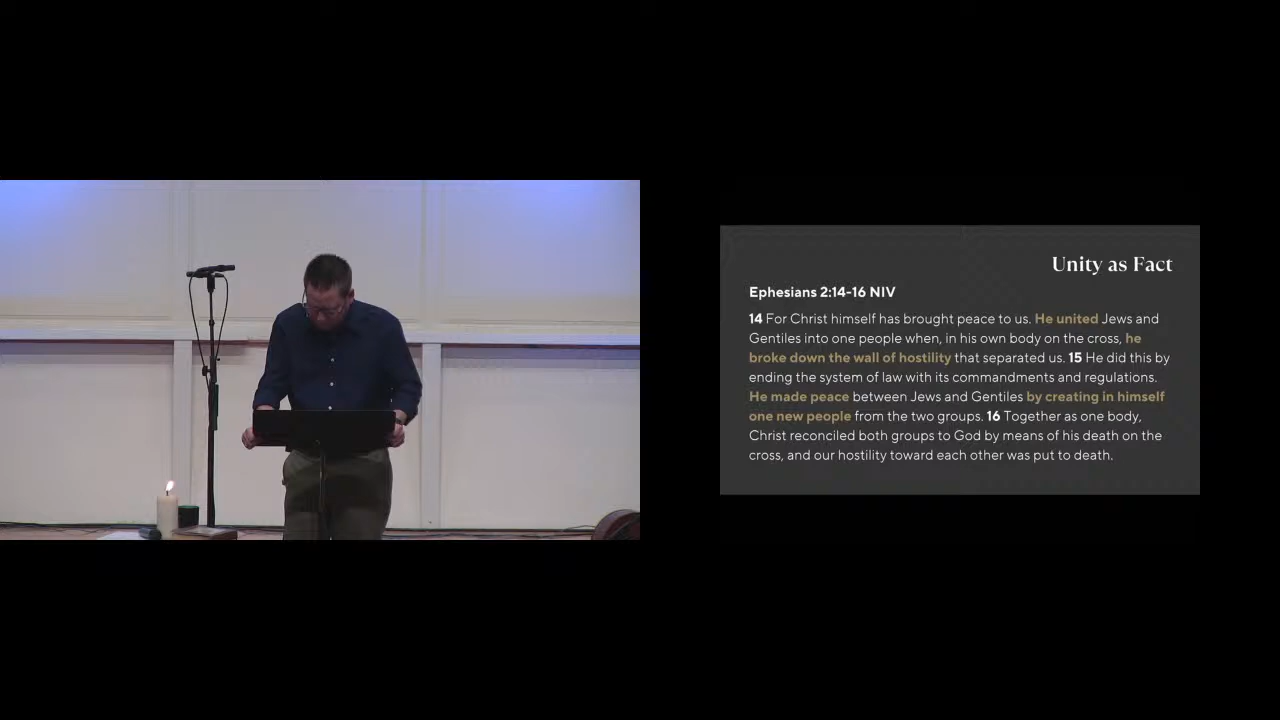 Unity as Fact
Ephesians 2:14-16 NIV
14 For Christ himself has brought peace to us. He united Jews and
Gentiles into one people when, in his own body on the cross, he
broke down the wall of hostility that separated us. 15 He did this by
ending the system of law with its commandments and regulations.
He made peace between Jews and Gentiles by creating in himself
one new people from the two groups. 16 Together as one body,
Christ reconciled both groups to God by means of his death on the
cross, and our hostility toward each other was put to death.